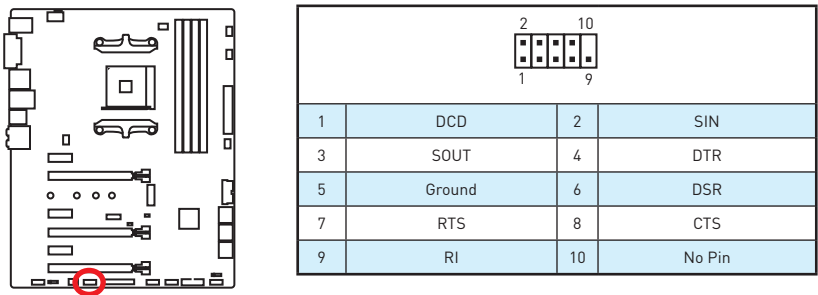 2 10
1 9
1 DCD 2 SIN
3 SOUT 4 DTR
5 Ground 6 DSR
7 RTS 8 CTS
9 RI 10 No Pin